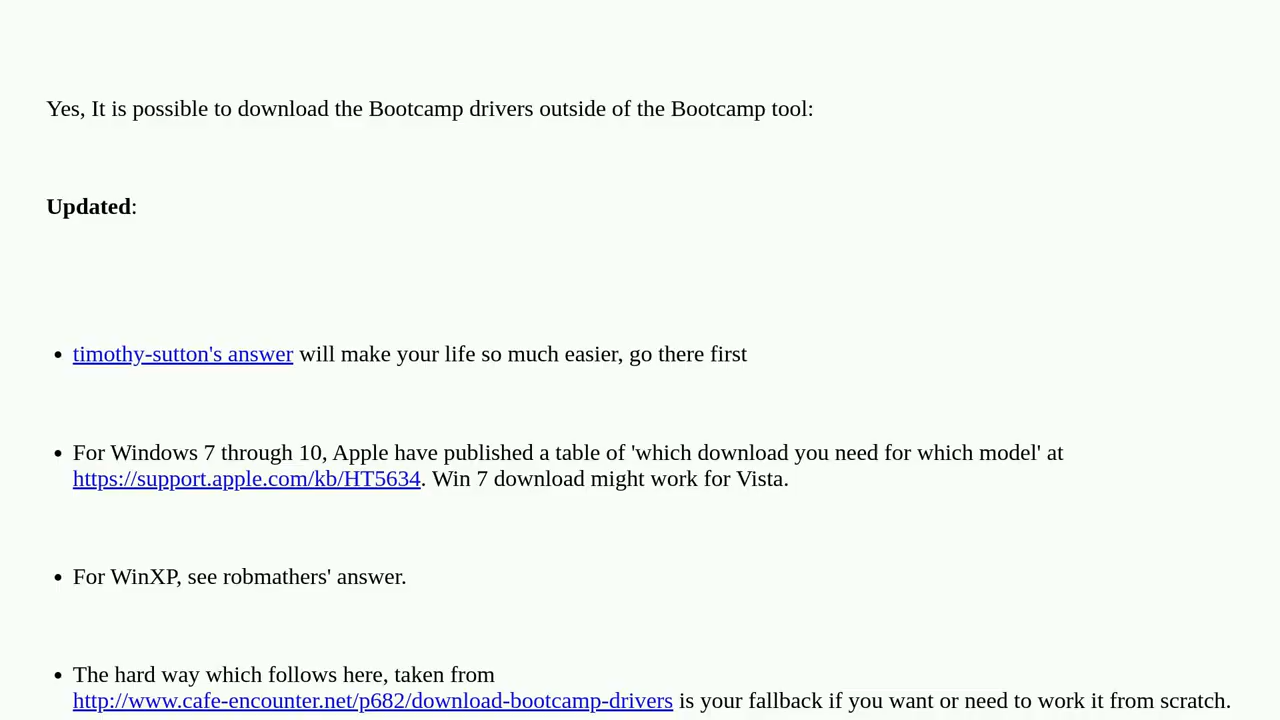 Yes, It is possible to download the Bootcamp drivers outside of the Bootcamp tool:
Updated:
• timothy-sutton's answer will make your life so much easier, go there first
• For Windows 7 through 10, Apple have published a table of 'which download you need for which model' at
https://support.apple.com/kb/HT5634. Win 7 download might work for Vista.
• For WinXP, see robmathers' answer.
• The hard way which follows here, taken from
http://www.cafe-encounter.net/p682/download-bootcamp-drivers is your fallback if you want or need to work it from scratch.